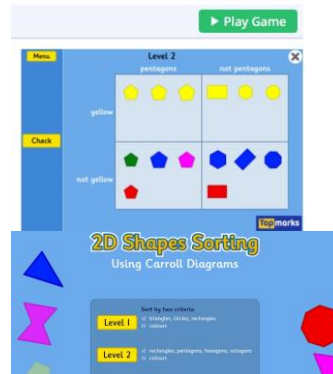 Play Game
Menu
Level 2
pentagons
not pentagons
yellow
Check
not yellow
Topmarks
2D Shapes Sorting
Using Carroll Diagrams
Sort by two criteria
Level 1
a) triangles, circles, rectangles
b) colours
Level 2
a) rectangles, pentagons, hexagons, octagons
b) colours